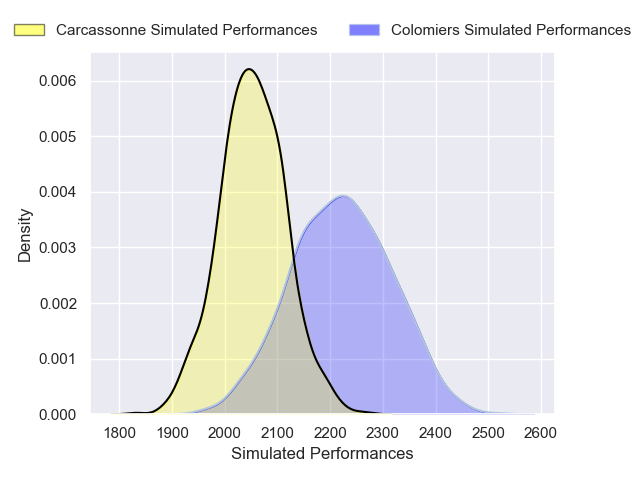 Carcassonne Simulated Performances
Colomiers Simulated Performances
0.006
0.005
0.004
0.003
0.002
0.001
0.000
Density
1800 1900 2000 2100 2200 2300 2400 2500 2600
Simulated Performances